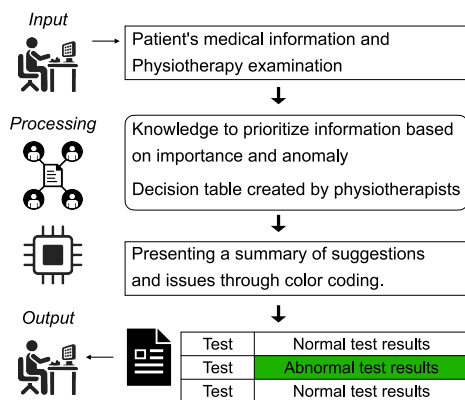 Input
Patient's medical information and
Physiotherapy examination
Processing
Knowledge to prioritize information based
on importance and anomaly
Decision table created by physiotherapists
Presenting a summary of suggestions
and issues through color coding.
Output
Test Normal test results
Test Abnormal test results
Test Normal test results